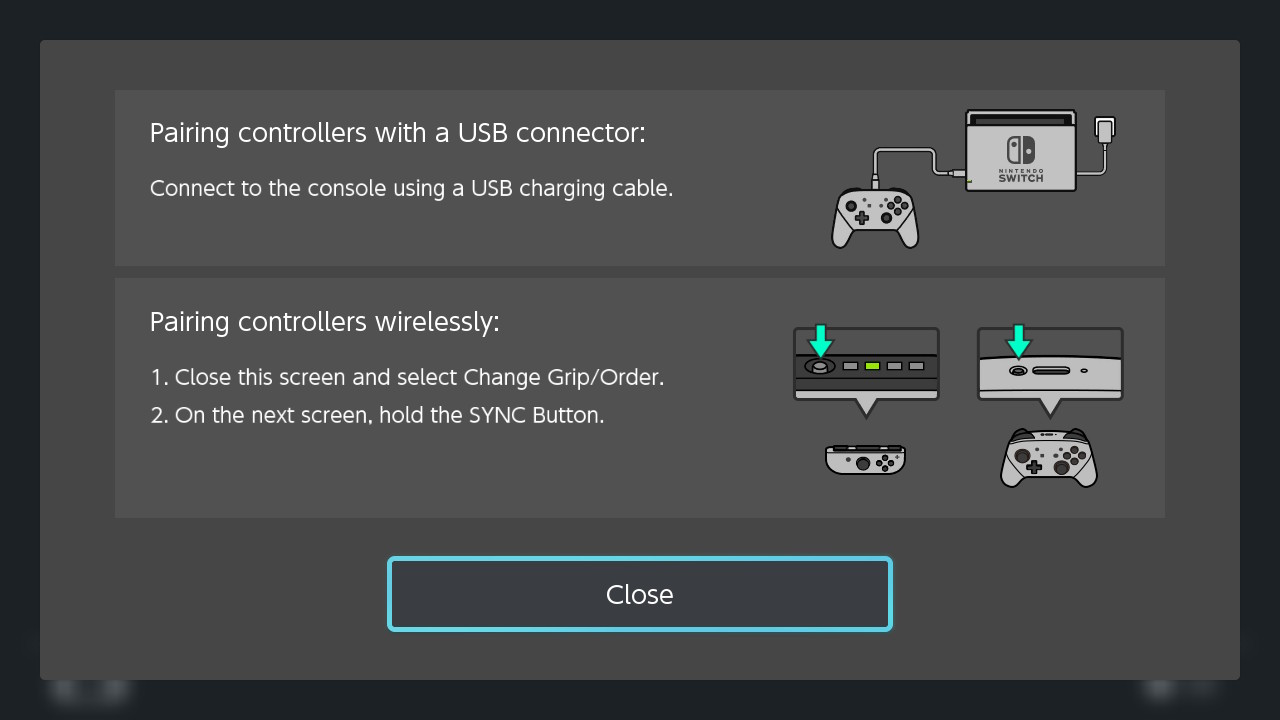 Pairing controllers with a USB connector:
Connect to the console using a USB charging cable.
NINTENDO
SWITCH
Pairing controllers wirelessly:
1. Close this screen and select Change Grip/Order.
2. On the next screen, hold the SYNC Button.
Close